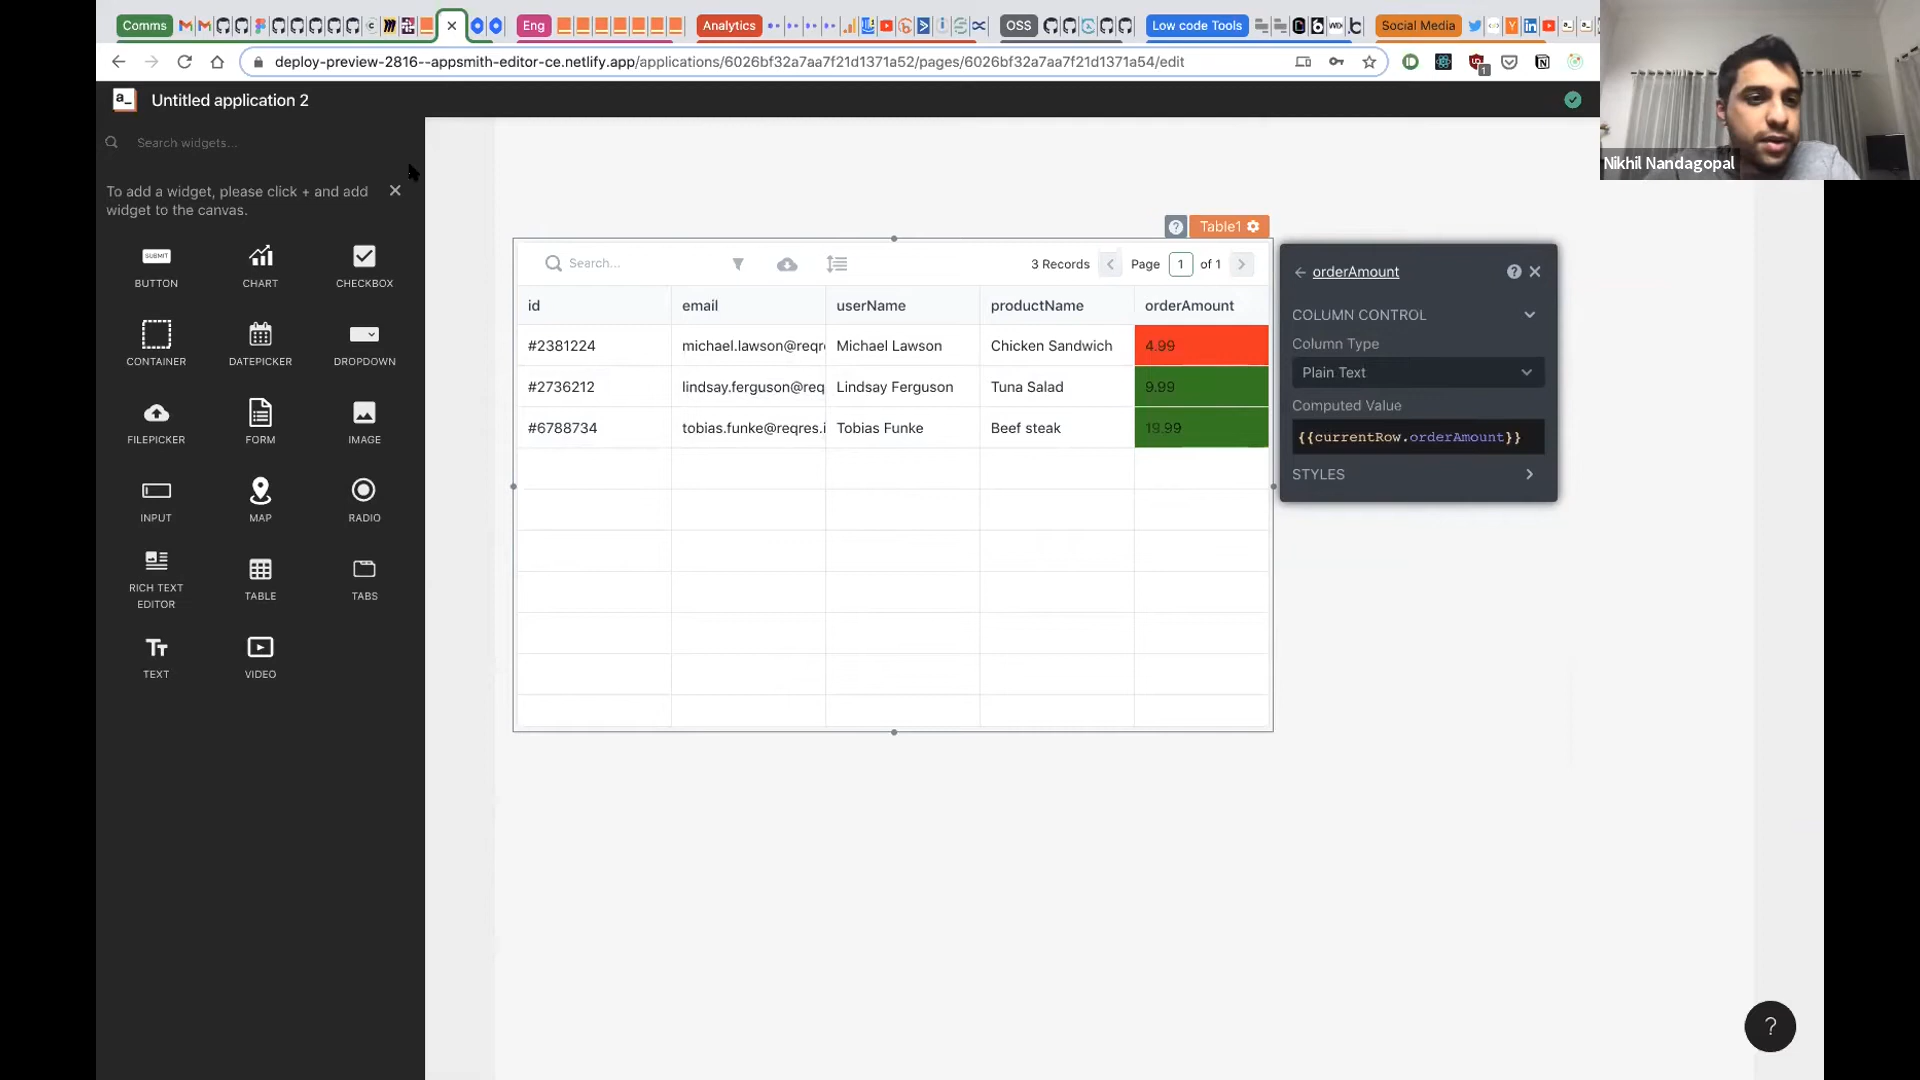 Comms
Eng
Analytics
OSS
Low code Tools
Social Media
deploy-preview-2816--appsmith-editor-ce.netlify.app/applications/6026bf32a7aa7f21d1371a52/pages/6026bf32a7aa7f21d1371a54/edit
1
a_ Untitled application 2
Nikhil Nandagopal
Search widgets...
To add a widget, please click + and add
widget to the canvas.
SUBMIT
BUTTON CHART CHECKBOX
CONTAINER DATEPICKER DROPDOWN
FILEPICKER FORM IMAGE
INPUT MAP RADIO
RICH TEXT
EDITOR
TABLE TABS
TEXT VIDEO
? Table1
Search... 3 Records Page 1 of 1
id email userName productName orderAmount
#2381224 michael.lawson@reqr Michael Lawson Chicken Sandwich 4.99
#2736212 lindsay.ferguson@req Lindsay Ferguson Tuna Salad 9.99
#6788734 tobias.funke@reqres.i Tobias Funke Beef steak 19.99
orderAmount ?
COLUMN CONTROL
Column Type
Plain Text
Computed Value
{{currentRow.orderAmount}}
STYLES
?